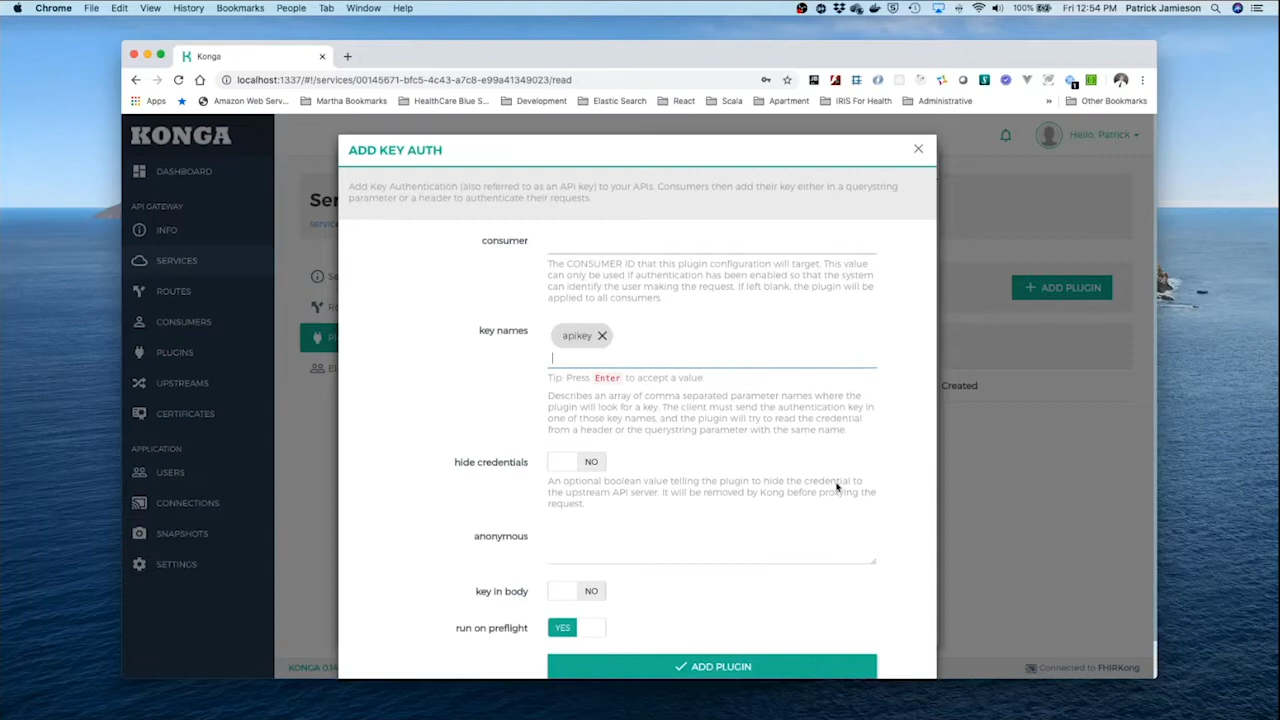 Chrome File Edit View History Bookmarks People Tab Window Help 100% Fri 12:54 PM Patrick Jamieson
Konga
localhost:1337/#!/services/00145671-bfc5-4c43-a7c8-e99a41349023/read
Apps Amazon Web Serv... Martha Bookmarks HealthCare Blue S... Development Elastic Search React Scala Apartment IRIS For Health Administrative » Other Bookmarks
KONGA
Hello, Patrick
DASHBOARD
API GATEWAY
INFO
SERVICES
ROUTES
CONSUMERS
PLUGINS
UPSTREAMS
CERTIFICATES
APPLICATION
USERS
CONNECTIONS
SNAPSHOTS
SETTINGS
Ser
service
Se
Ro
Pl
El
ADD PLUGIN
Created
ADD KEY AUTH
Add Key Authentication (also referred to as an API key) to your APIs. Consumers then add their key either in a querystring
parameter or a header to authenticate their requests.
consumer
The CONSUMER ID that this plugin configuration will target. This value
can only be used if authentication has been enabled so that the system
can identify the user making the request. If left blank, the plugin will be
applied to all consumers.
key names
apikey
Tip: Press Enter to accept a value
Describes an array of comma separated parameter names where the
plugin will look for a key. The client must send the authentication key in
one of those key names, and the plugin will try to read the credential
from a header or the querystring parameter with the same name.
hide credentials NO
An optional boolean value telling the plugin to hide the credential to
the upstream API server. It will be removed by Kong before proxying the
request.
anonymous
key in body NO
run on preflight YES
ADD PLUGIN
KONGA 0.14
Connected to FHIRKong